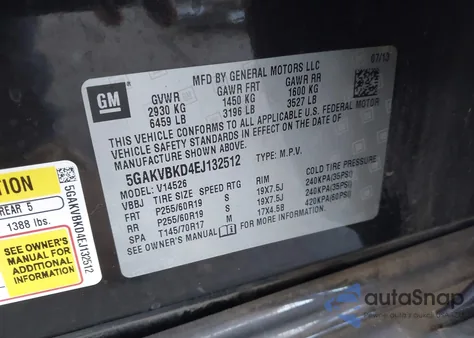 GM
MFD BY GENERAL MOTORS LLC
07/13
GVWR GAWR FRT GAWR RR
2930 KG 1450 KG 1600 KG
6459 LB 3196 LB 3527 LB
THIS VEHICLE CONFORMS TO ALL APPLICABLE U.S. FEDERAL MOTOR
VEHICLE SAFETY STANDARDS IN EFFECT ON THE DATE OF
MANUFACTURE SHOWN ABOVE.
5GAKVBKD4EJ132512 TYPE: M.P.V.
MODEL: V14526
VBBJ TIRE SIZE SPEED RTG RIM COLD TIRE PRESSURE
FRT P255/60R19 S 19X7.5J 240KPA(35PSI)
RR P255/60R19 S 19X7.5J 240KPA(35PSI)
SPA T145/70R17 M 17X4.5B 420KPA(60PSI)
SEE OWNER'S MANUAL FOR MORE INFORMATION
TION
REAR 5
1388 lbs.
SEE OWNER'S
MANUAL FOR
ADDITIONAL
INFORMATION
5GAKVBKD4EJ132512
autoSnap